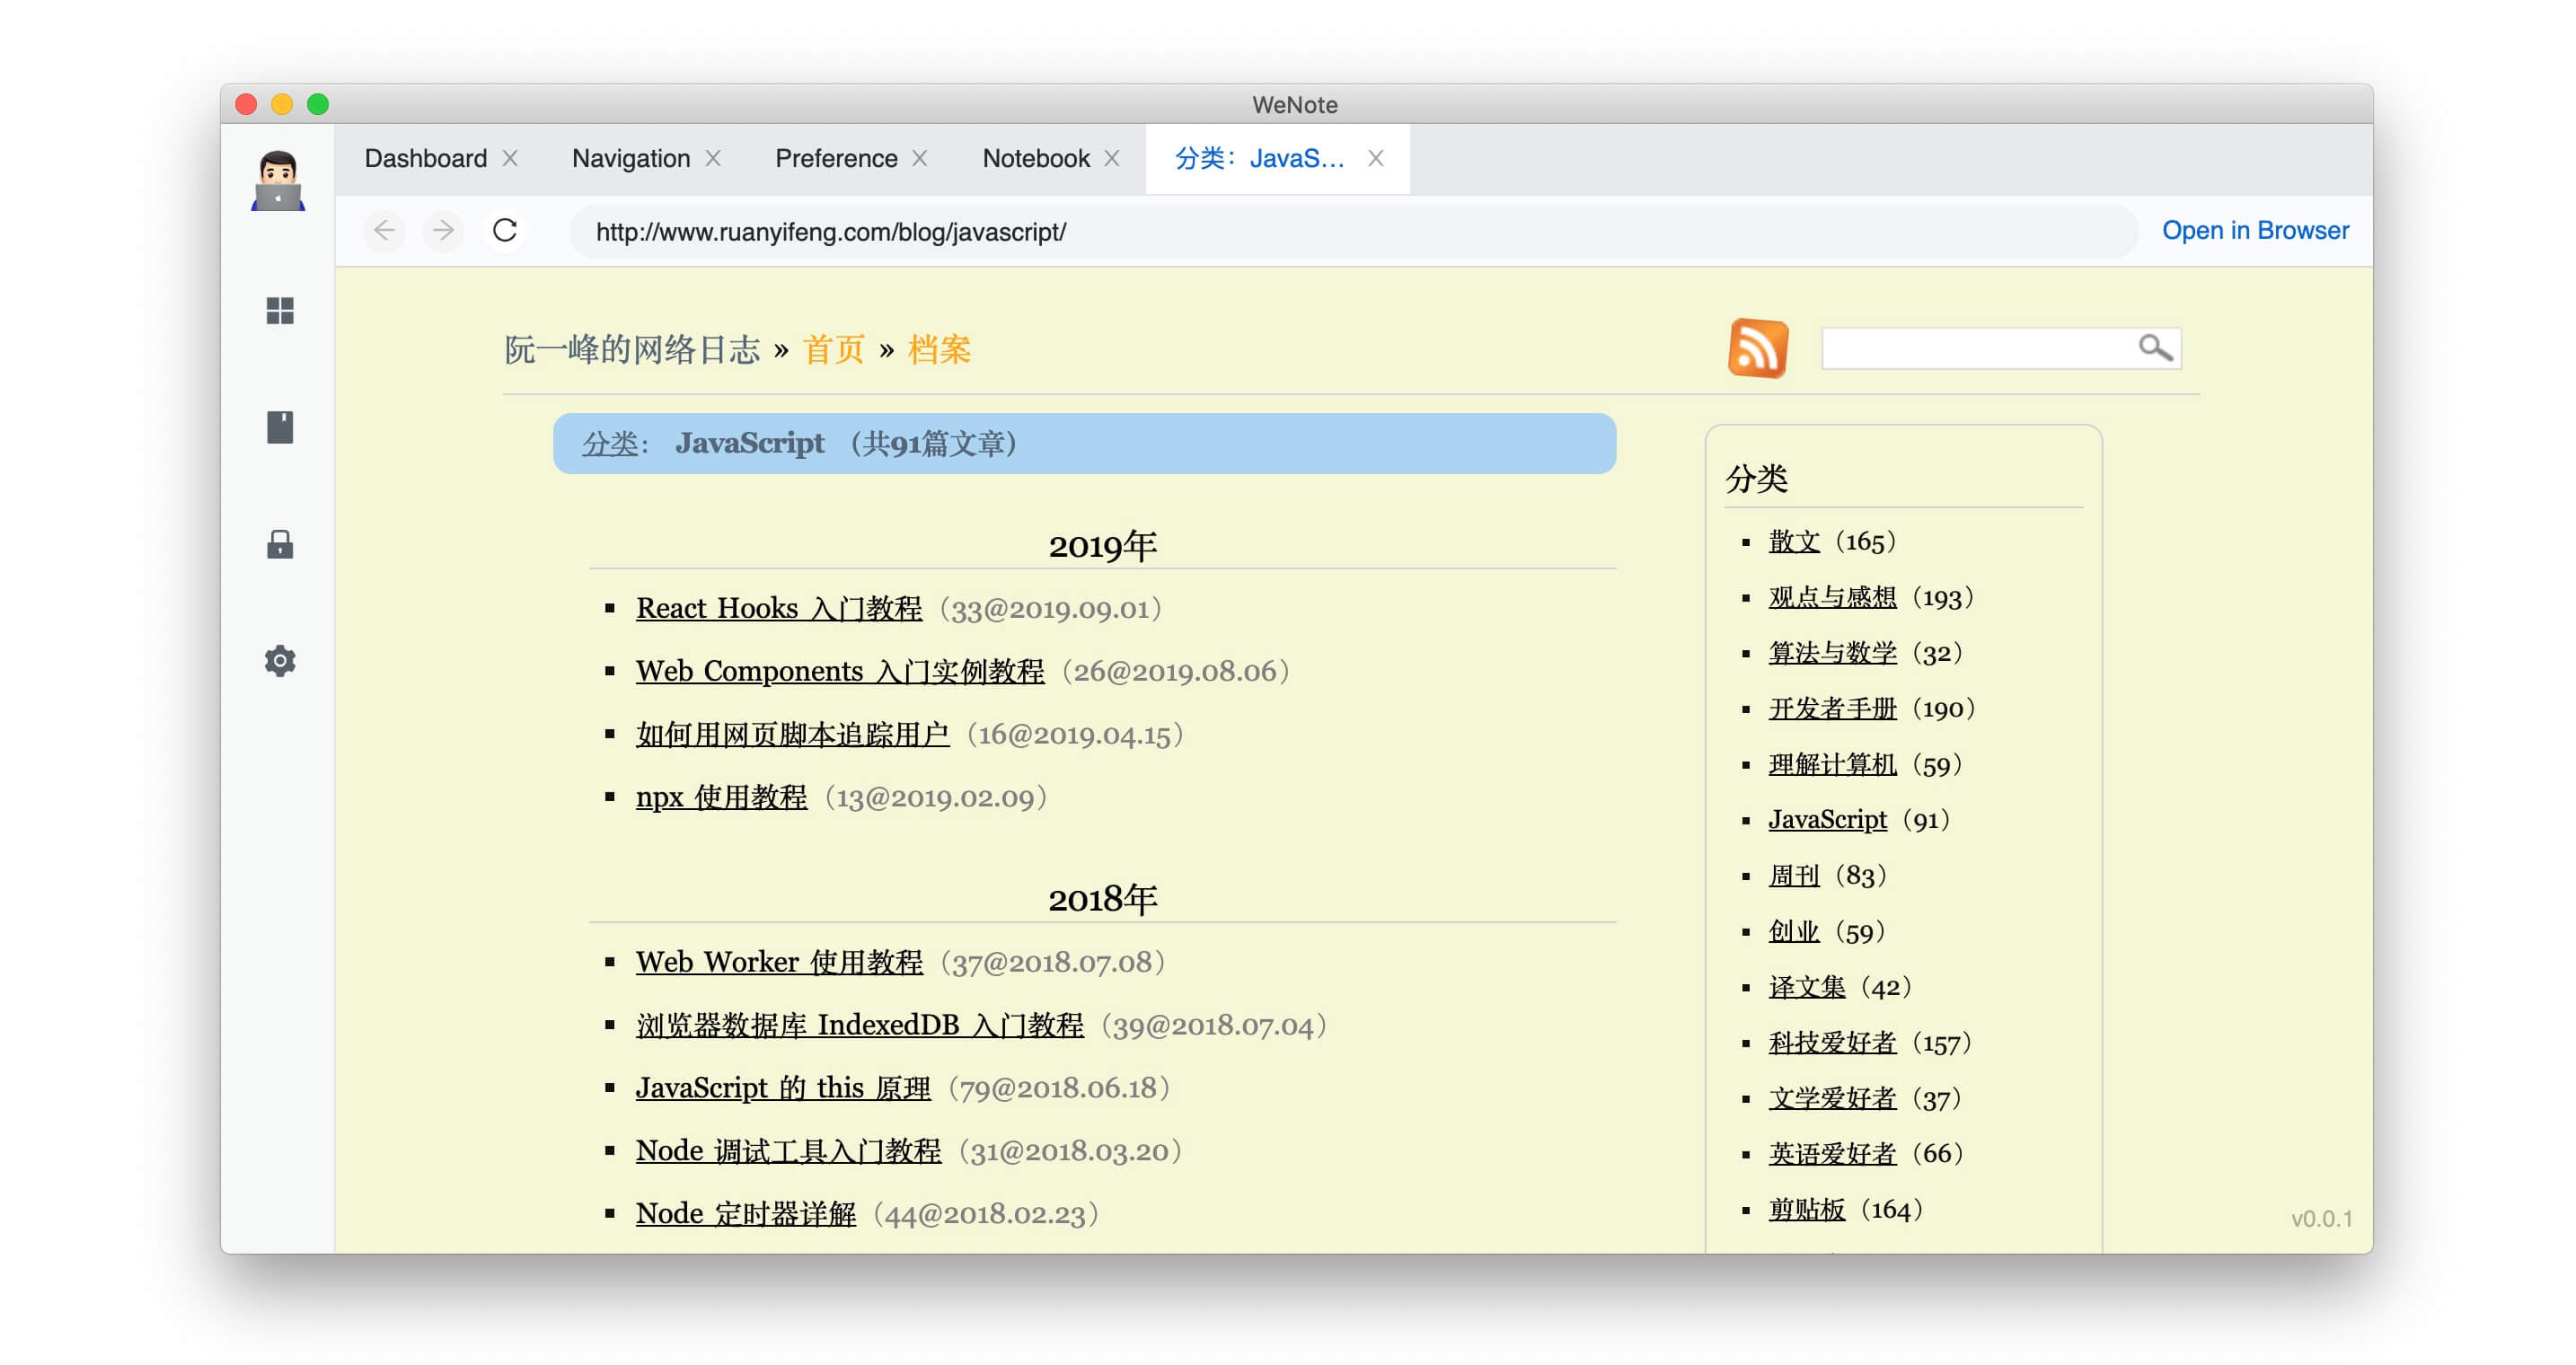 WeNote
Dashboard Navigation Preference Notebook 分类：JavaS...
http://www.ruanyifeng.com/blog/javascript/ Open in Browser
阮一峰的网络日志 » 首页 » 档案
分类： JavaScript （共91篇文章）
2019年
React Hooks 入门教程（33@2019.09.01）
Web Components 入门实例教程（26@2019.08.06）
如何用网页脚本追踪用户（16@2019.04.15）
npx 使用教程（13@2019.02.09）
2018年
Web Worker 使用教程（37@2018.07.08）
浏览器数据库 IndexedDB 入门教程（39@2018.07.04）
JavaScript 的 this 原理（79@2018.06.18）
Node 调试工具入门教程（31@2018.03.20）
Node 定时器详解（44@2018.02.23）
分类
散文（165）
观点与感想（193）
算法与数学（32）
开发者手册（190）
理解计算机（59）
JavaScript（91）
周刊（83）
创业（59）
译文集（42）
科技爱好者（157）
文学爱好者（37）
英语爱好者（66）
剪贴板（164）
v0.0.1